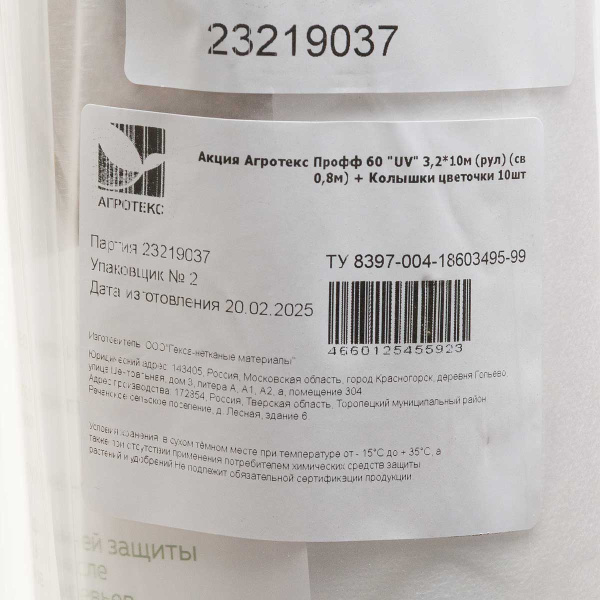 23219037
АГРОТЕКС
Акция Агротекс Профф 60 "UV" 3,2*10м (рул) (св
0,8м) + Колышки цветочки 10шт
Партия 23219037
Упаковщик № 2
Дата изготовления 20.02.2025
ТУ 8397-004-18603495-99
4660125455923
Изготовитель: ООО"Гекса-нетканые материалы"
Юридический адрес: 143405, Россия, Московская область, город Красногорск, деревня Гольево,
улица Центральная, дом 3, литера А, А1, А2, а, помещение 304
Адрес производства: 172854, Россия, Тверская область, Торопецкий муниципальный район
Реченское сельское поселение, д. Лесная, здание 6
Условия хранения: в сухом тёмном месте при температуре от - 15°С до + 35°С, а
также при отсутствии применения потребителем химических средств защиты
растений и удобрений Не подлежит обязательной сертификации продукции
ей защиты